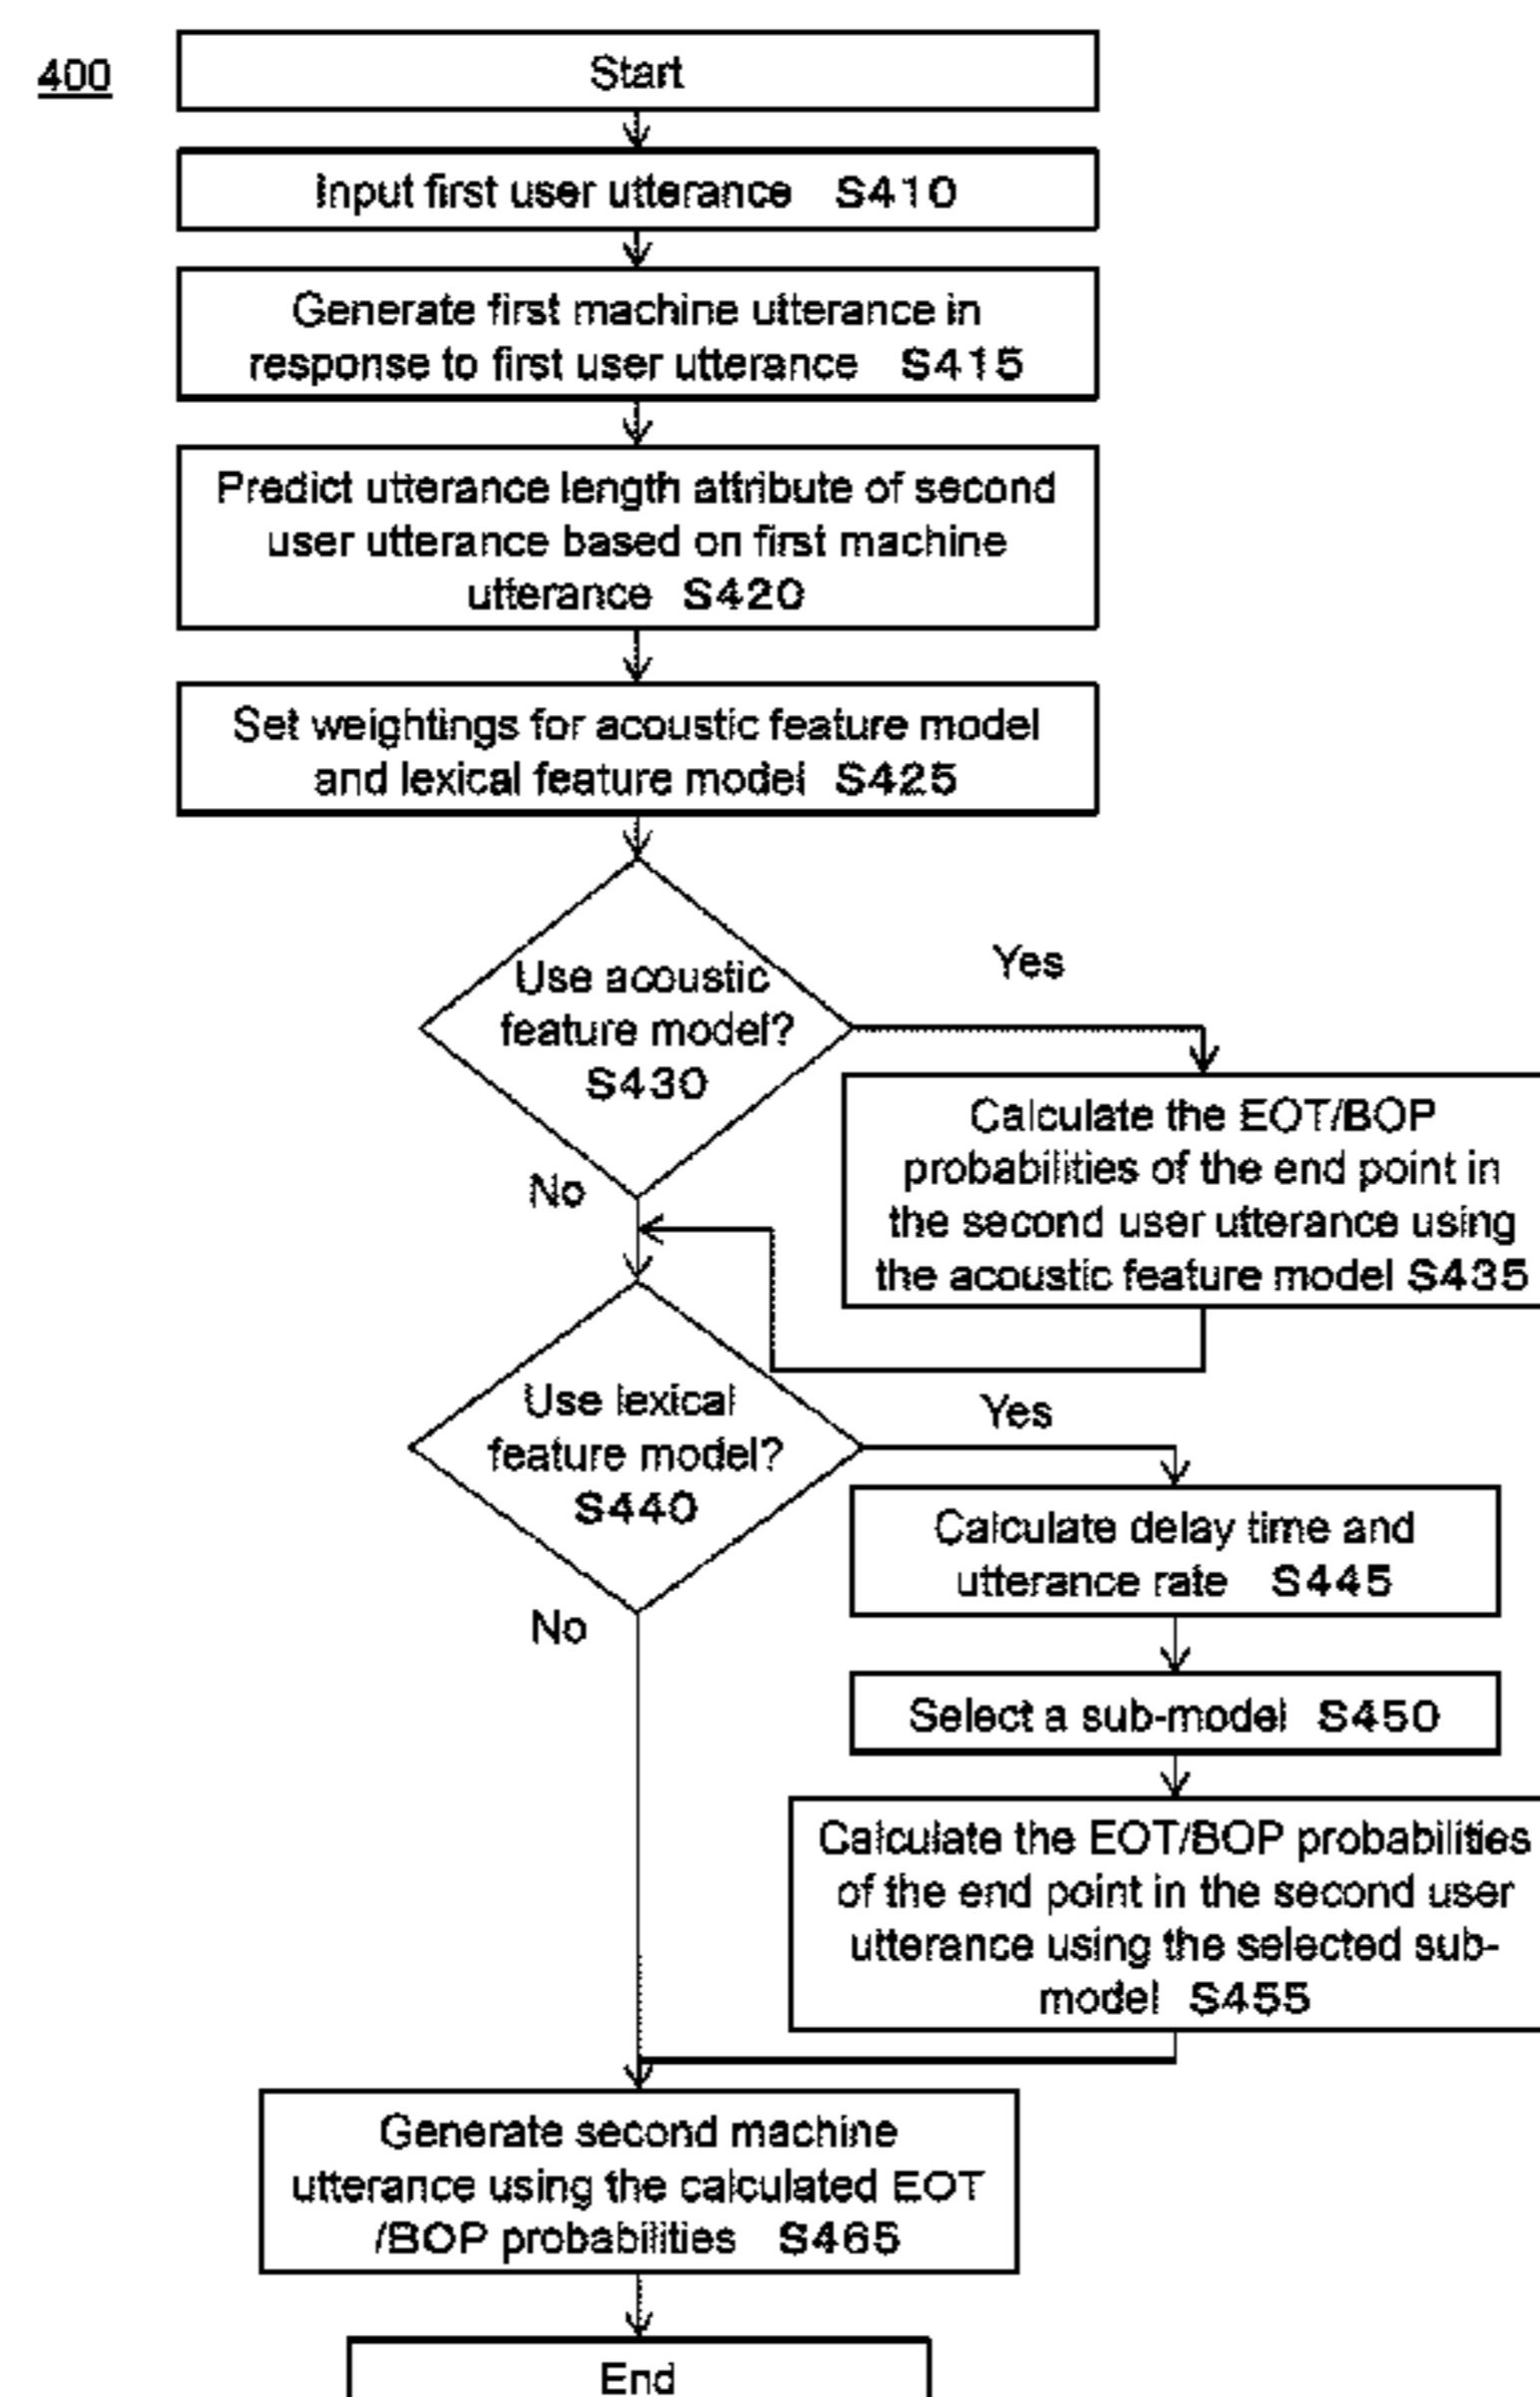 400
Start
Input first user utterance S410
Generate first machine utterance in
response to first user utterance S415
Predict utterance length attribute of second
user utterance based on first machine
utterance S420
Set weightings for acoustic feature model
and lexical feature model S425
Use acoustic
feature model?
S430
Yes
No
Calculate the EOT/BOP
probabilities of the end point in
the second user utterance using
the acoustic feature model S435
Use lexical
feature model?
S440
Yes
No
Calculate delay time and
utterance rate S445
Select a sub-model S450
Calculate the EOT/BOP probabilities
of the end point in the second user
utterance using the selected sub-
model S455
Generate second machine
utterance using the calculated EOT
/BOP probabilities S465
End